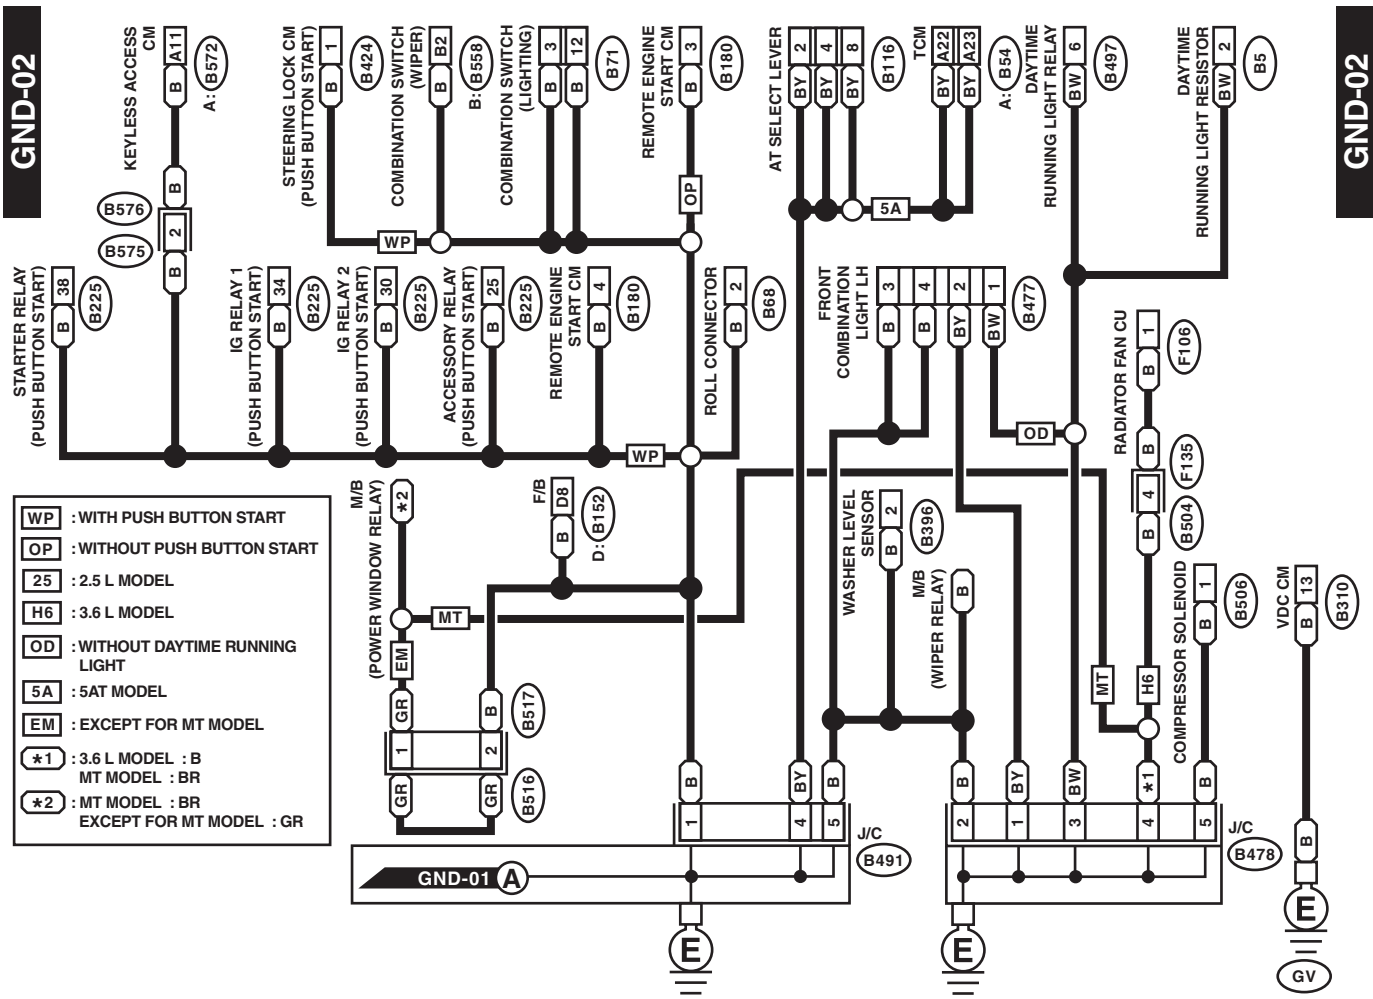 GND-02
GND-02
KEYLESS ACCESS
CM
A11
B
A: B572
B
B576
2
B575
B
STEERING LOCK CM
(PUSH BUTTON START)
1
B
B424
COMBINATION SWITCH
(WIPER)
B2
B
B: B558
COMBINATION SWITCH
(LIGHTING)
3
12
B
B
B71
REMOTE ENGINE
START CM
3
B
B180
OP
WP
AT SELECT LEVER
2
4
8
BY
BY
BY
B116
TCM
A22
A23
BY
BY
A: B54
5A
DAYTIME
RUNNING LIGHT RELAY
6
BW
B497
DAYTIME
RUNNING LIGHT RESISTOR
2
BW
B5
STARTER RELAY
(PUSH BUTTON START)
38
B
B225
IG RELAY 1
(PUSH BUTTON START)
34
B
B225
IG RELAY 2
(PUSH BUTTON START)
30
B
B225
ACCESSORY RELAY
(PUSH BUTTON START)
25
B
B225
REMOTE ENGINE
START CM
4
B
B180
WP
ROLL CONNECTOR
2
B
B68
FRONT
COMBINATION
LIGHT LH
3
4
2
1
B
B
BY
BW
B477
OD
RADIATOR FAN CU
1
B
F106
B
F135
4
B504
B
WP : WITH PUSH BUTTON START
OP : WITHOUT PUSH BUTTON START
25 : 2.5 L MODEL
H6 : 3.6 L MODEL
OD : WITHOUT DAYTIME RUNNING
LIGHT
5A : 5AT MODEL
EM : EXCEPT FOR MT MODEL
*1 : 3.6 L MODEL : B
MT MODEL : BR
*2 : MT MODEL : BR
EXCEPT FOR MT MODEL : GR
M/B
(POWER WINDOW RELAY)
*2
MT
EM
GR
B
B517
1
2
GR
GR
B516
F/B
D8
B
D: B152
WASHER LEVEL
SENSOR
2
B
B396
M/B
(WIPER RELAY)
B
MT
H6
COMPRESSOR SOLENOID
1
B
B506
VDC CM
13
B
B310
B
BY
B
1
4
5
J/C
B491
B
BY
BW
*1
B
2
1
3
4
5
J/C
B478
B
GND-01 A
E
E
E
GV